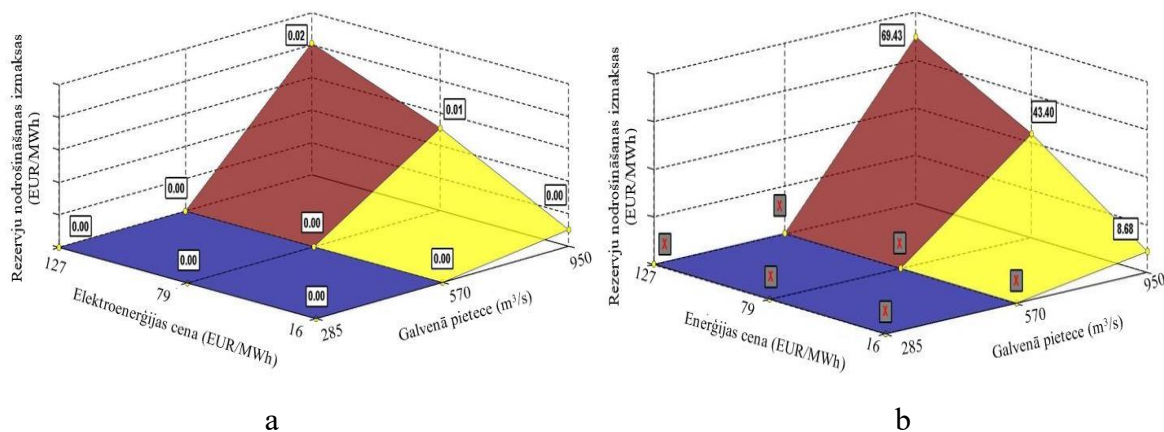 Rezervju nodrošināšanas izmaksas
(EUR/MWh)
0.02
0.01
0.00
0.00
0.00
0.00
0.00
0.00
0.00
127
79
16
285
570
950
Elektroenerģijas cena (EUR/MWh)
Galvenā pietece (m³/s)
a
Rezervju nodrošināšanas izmaksas
(EUR/MWh)
69.43
43.40
8.68
X
X
X
X
X
X
127
79
16
285
570
950
Enerģijas cena (EUR/MWh)
Galvenā pietece (m³/s)
b